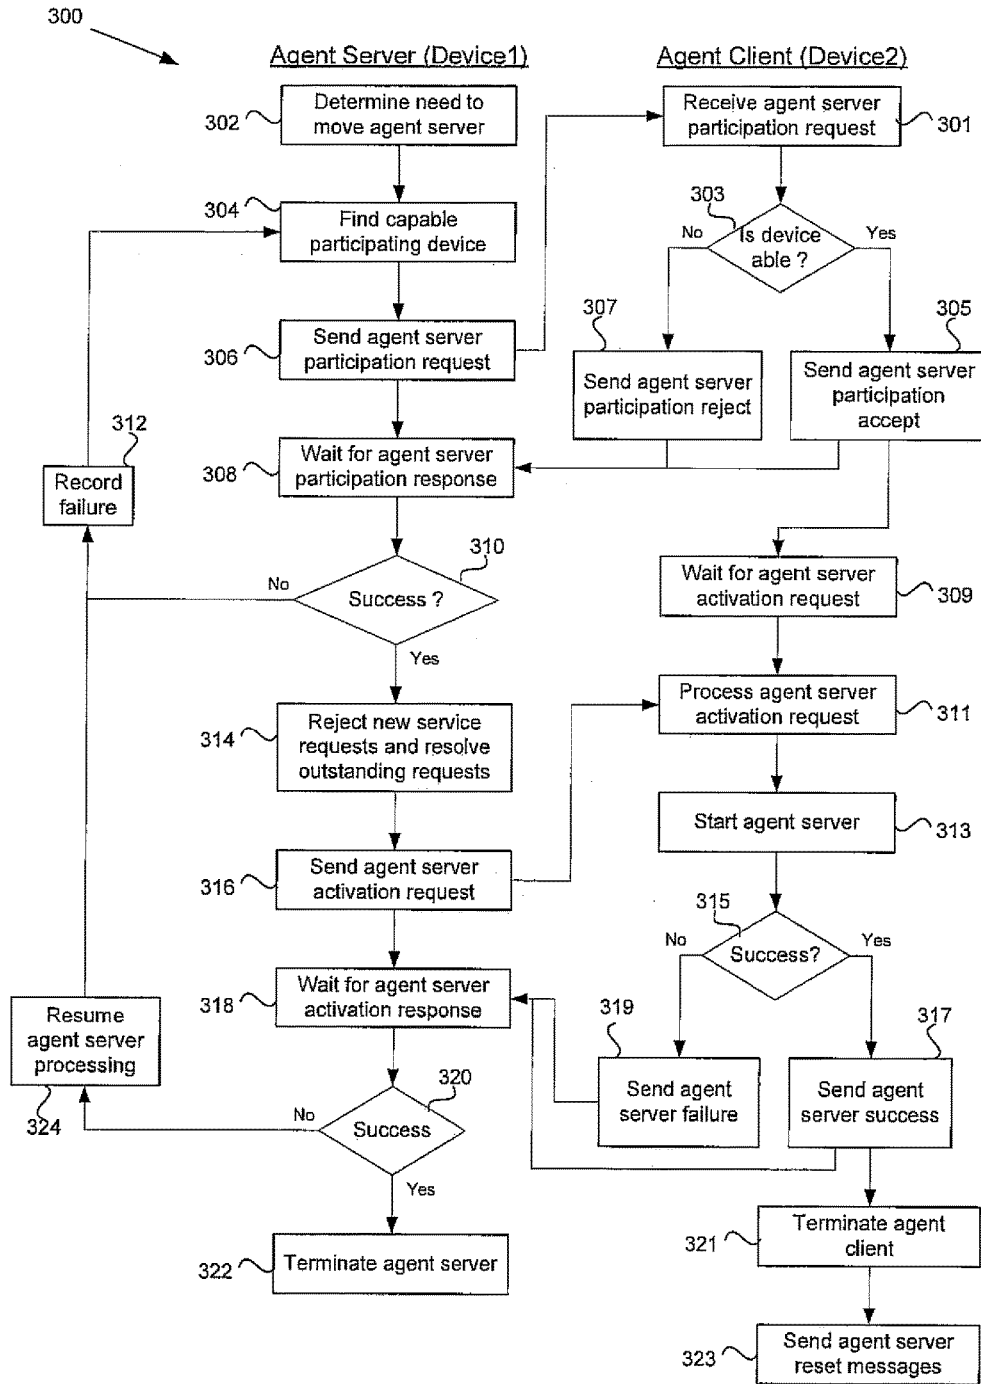 300
Agent Server (Device1)
Agent Client (Device2)
302
Determine need to
move agent server
Receive agent server
participation request
301
304
Find capable
participating device
303
No
Is device
able ?
Yes
306
Send agent server
participation request
307
Send agent server
participation reject
305
Send agent server
participation
accept
312
Record
failure
308
Wait for agent server
participation response
310
No
Success ?
Yes
Wait for agent server
activation request
309
314
Reject new service
requests and resolve
outstanding requests
Process agent server
activation request
311
Start agent server
313
316
Send agent server
activation request
315
No
Success?
Yes
318
Wait for agent server
activation response
Resume
agent server
processing
324
319
Send agent
server failure
317
Send agent
server success
320
No
Success
Yes
322
Terminate agent server
321
Terminate agent
client
323
Send agent server
reset messages